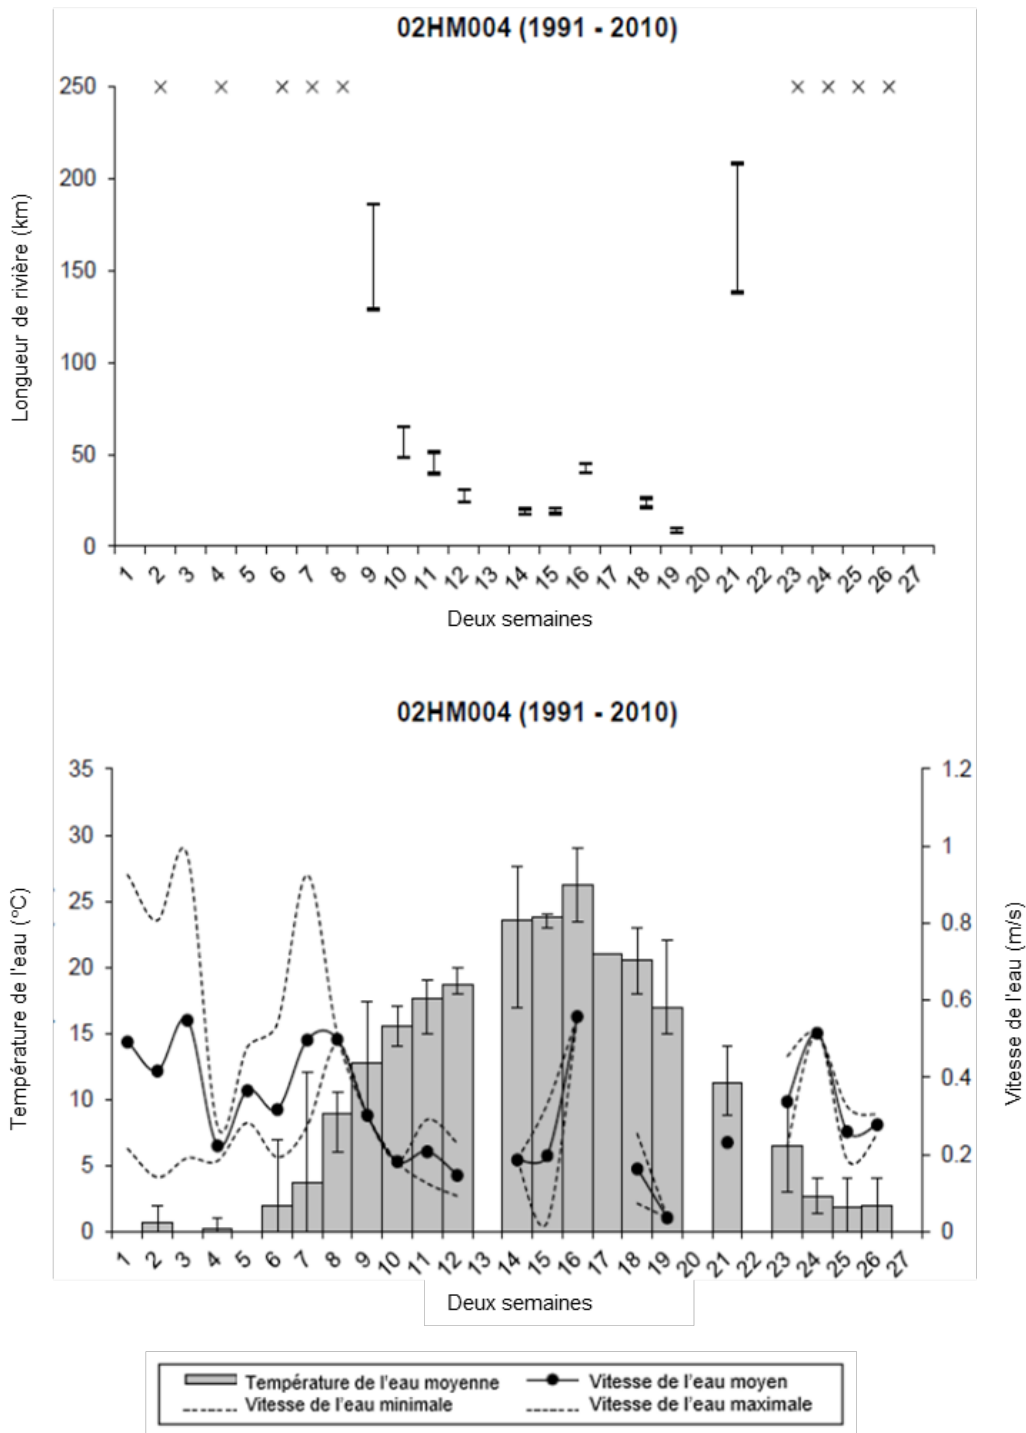 02HM004 (1991 - 2010)
250
200
150
100
50
0
Longueur de rivière (km)
1 2 3 4 5 6 7 8 9 10 11 12 13 14 15 16 17 18 19 20 21 22 23 24 25 26 27
Deux semaines
02HM004 (1991 - 2010)
35
30
25
20
15
10
5
0
Température de l'eau (°C)
1.2
1
0.8
0.6
0.4
0.2
0
Vitesse de l'eau (m/s)
1 2 3 4 5 6 7 8 9 10 11 12 13 14 15 16 17 18 19 20 21 22 23 24 25 26 27
Deux semaines
Température de l'eau moyenne Vitesse de l'eau moyen
Vitesse de l'eau minimale Vitesse de l'eau maximale